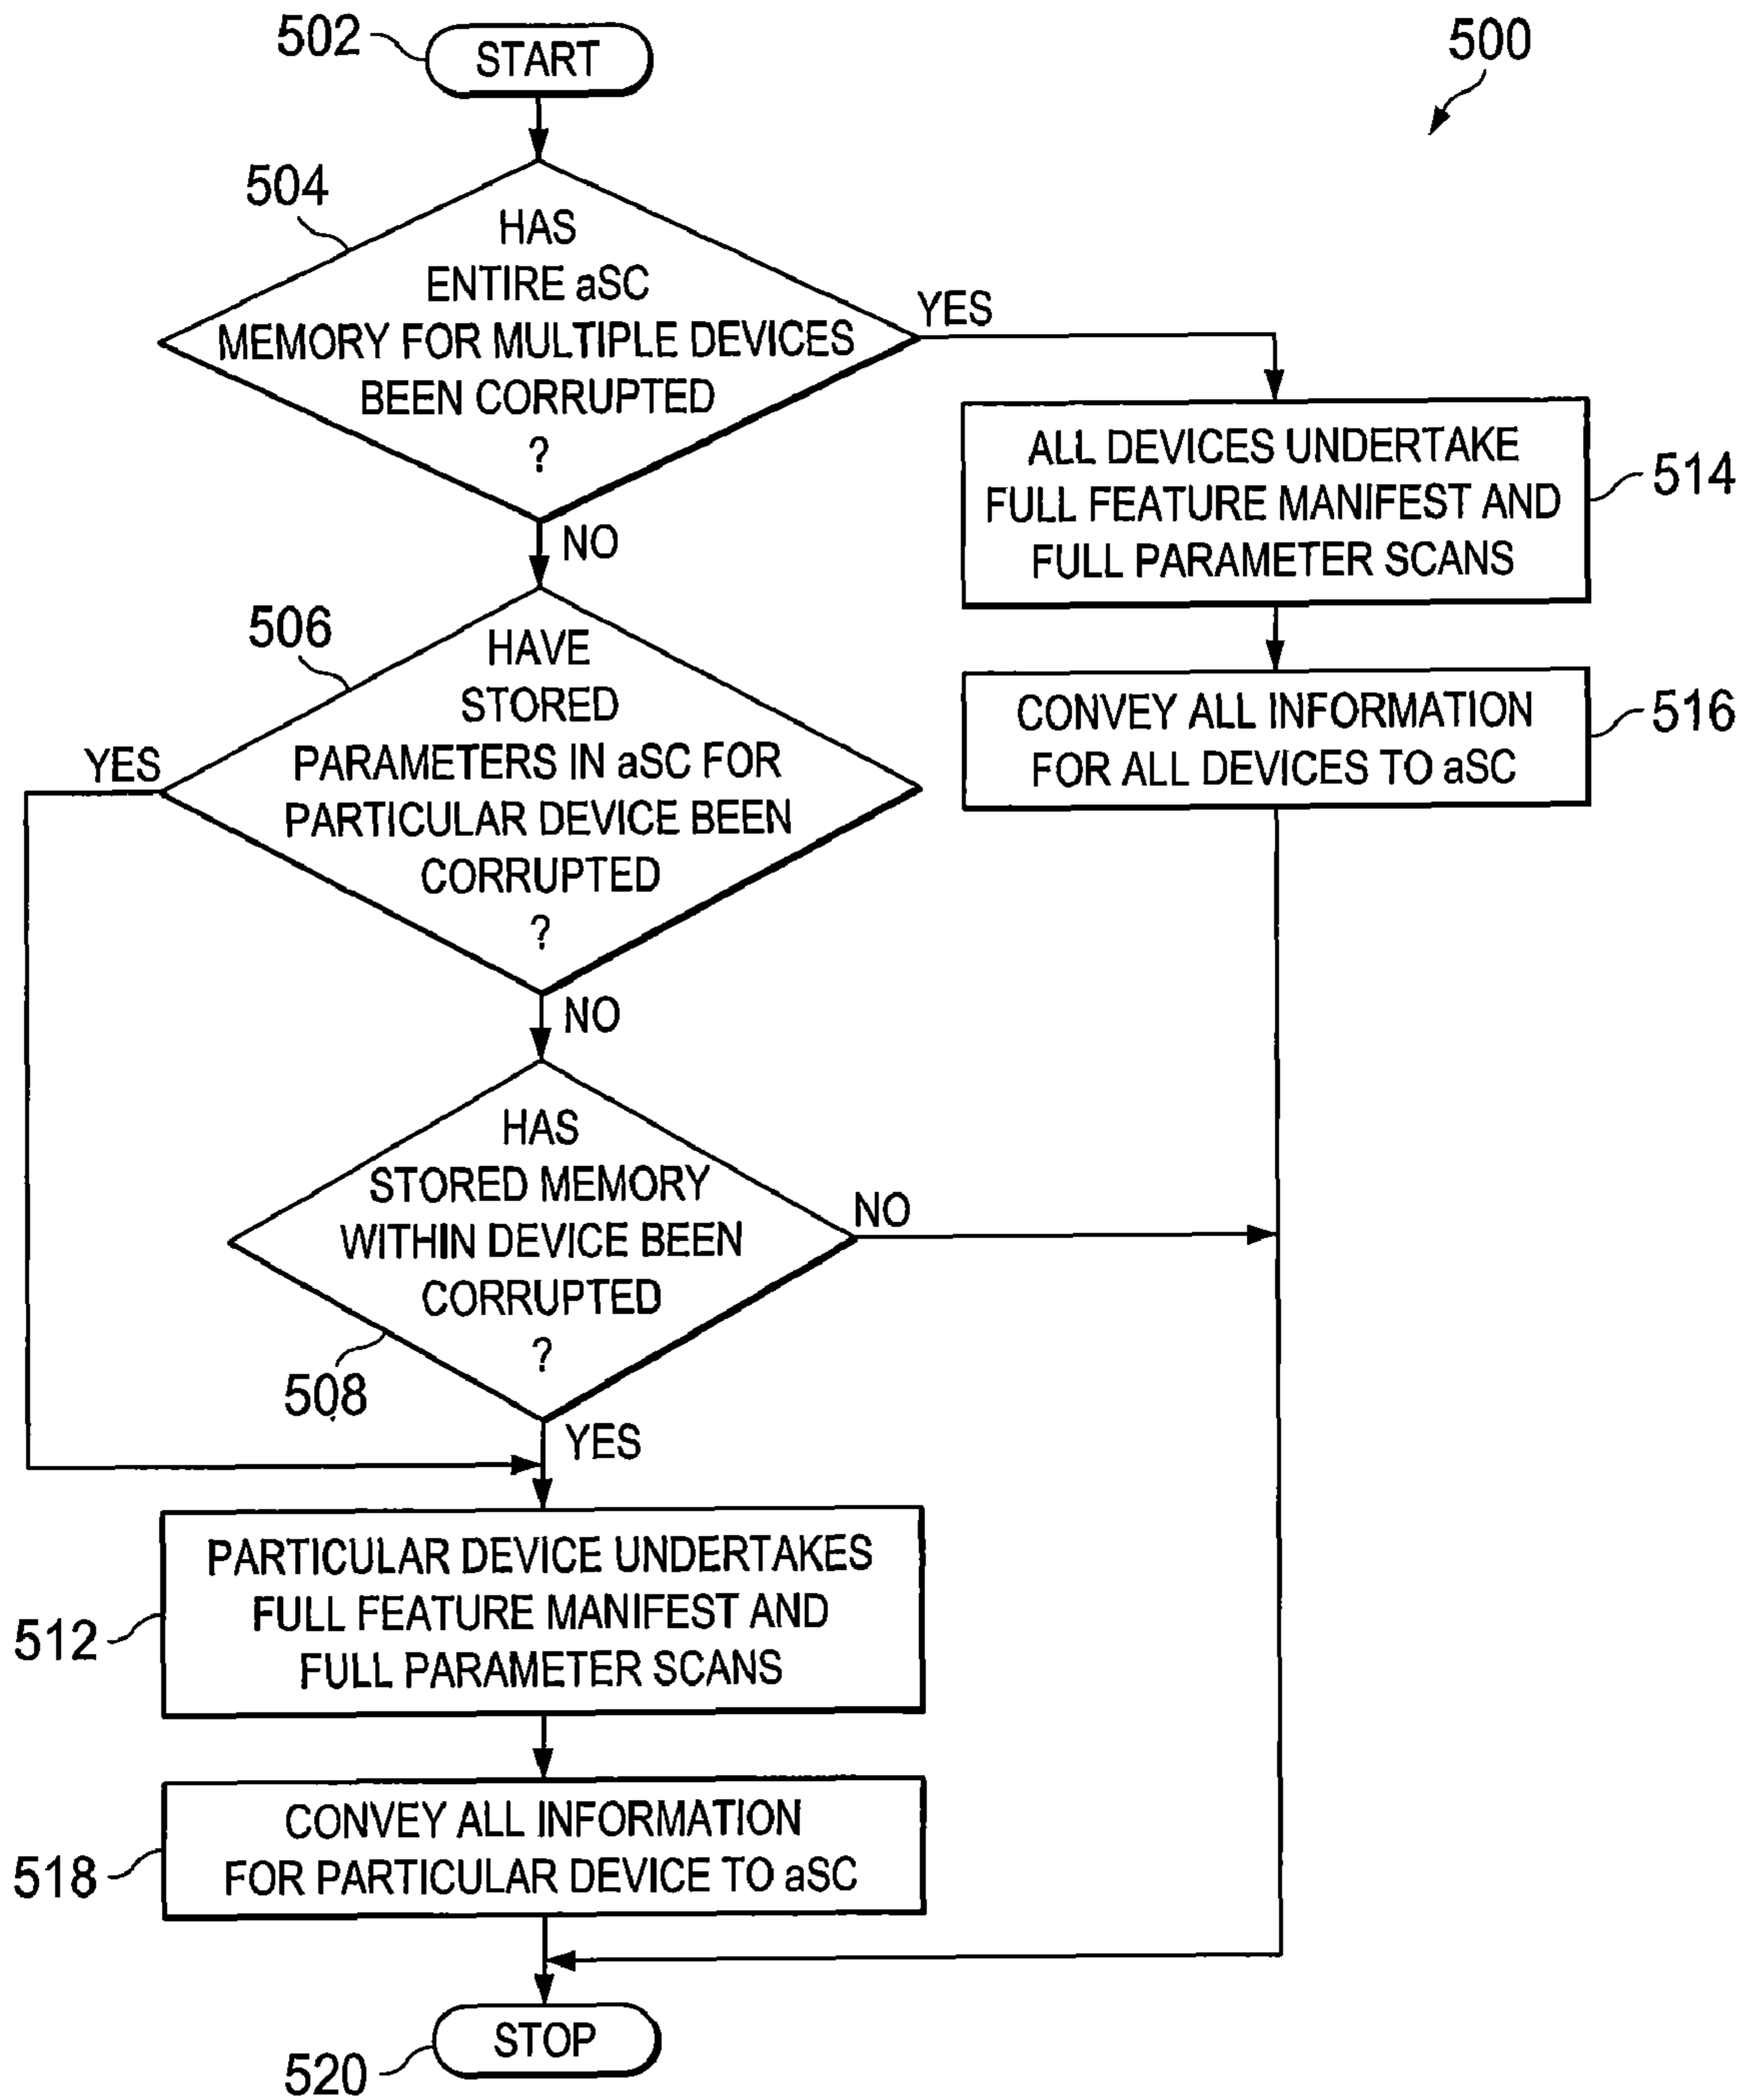 502
START
500
504
HAS
ENTIRE aSC
MEMORY FOR MULTIPLE DEVICES
BEEN CORRUPTED
?
YES
NO
ALL DEVICES UNDERTAKE
FULL FEATURE MANIFEST AND
FULL PARAMETER SCANS
514
506
HAVE
STORED
PARAMETERS IN aSC FOR
PARTICULAR DEVICE BEEN
CORRUPTED
?
YES
NO
CONVEY ALL INFORMATION
FOR ALL DEVICES TO aSC
516
HAS
STORED MEMORY
WITHIN DEVICE BEEN
CORRUPTED
?
NO
508
YES
PARTICULAR DEVICE UNDERTAKES
FULL FEATURE MANIFEST AND
FULL PARAMETER SCANS
512
CONVEY ALL INFORMATION
FOR PARTICULAR DEVICE TO aSC
518
STOP
520